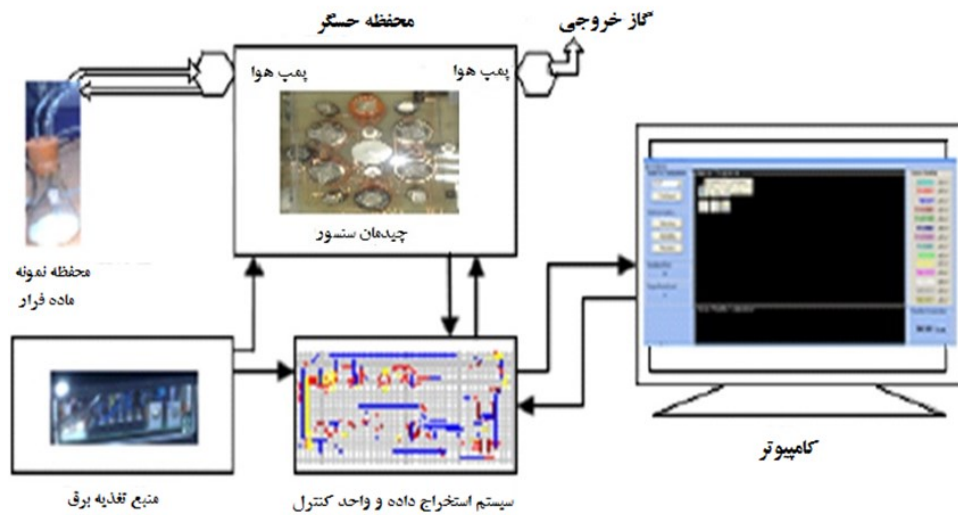 محفظه حسگر
گاز خروجی
پمپ هوا
پمپ هوا
چیدمان سنسور
محفظه نمونه
ماده فرار
کامپیوتر
منبع تغذیه برق
سیستم استخراج داده و واحد کنترل